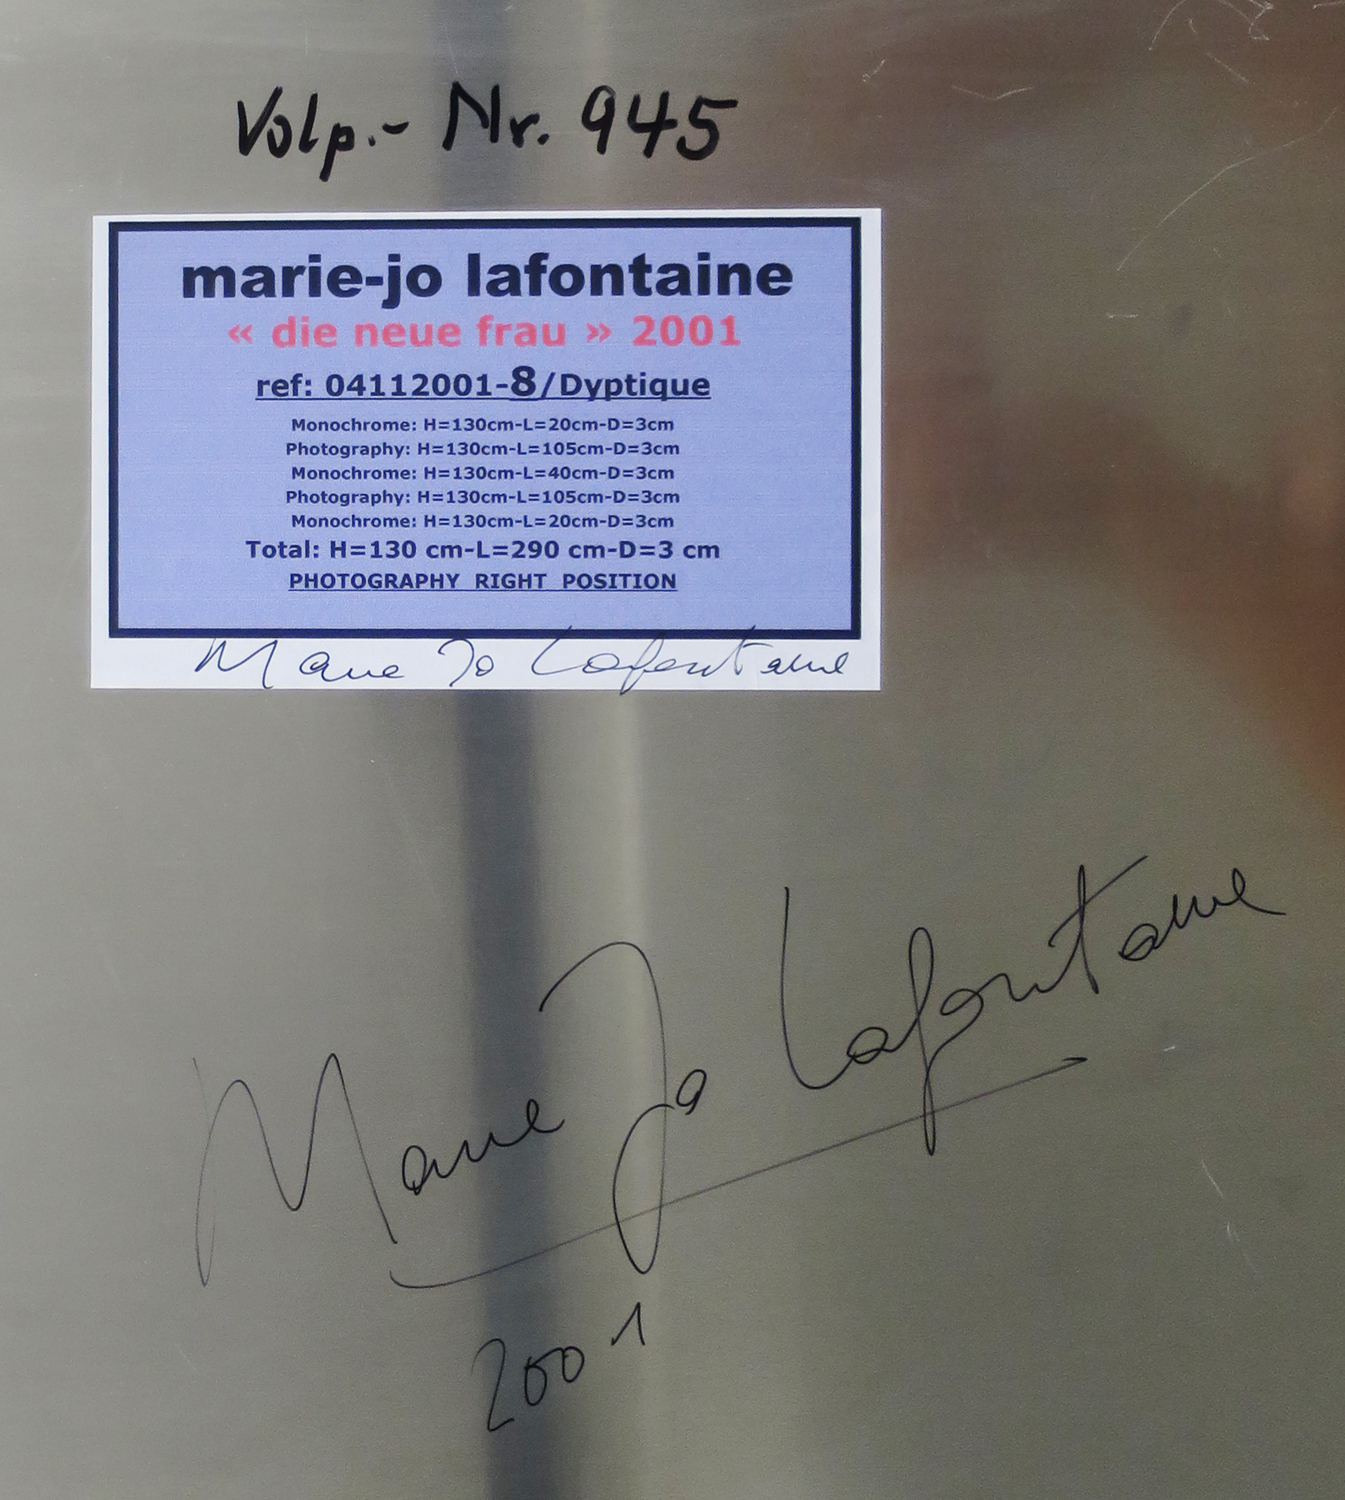 Volp.- Nr. 945
marie-jo lafontaine
« die neue frau » 2001
ref: 04112001-8/Dyptique
Monochrome: H=130cm-L=20cm-D=3cm
Photography: H=130cm-L=105cm-D=3cm
Monochrome: H=130cm-L=40cm-D=3cm
Photography: H=130cm-L=105cm-D=3cm
Monochrome: H=130cm-L=20cm-D=3cm
Total: H=130 cm-L=290 cm-D=3 cm
PHOTOGRAPHY RIGHT POSITION
Marie Jo Lafontaine
Marie Jo Lafontaine
2001